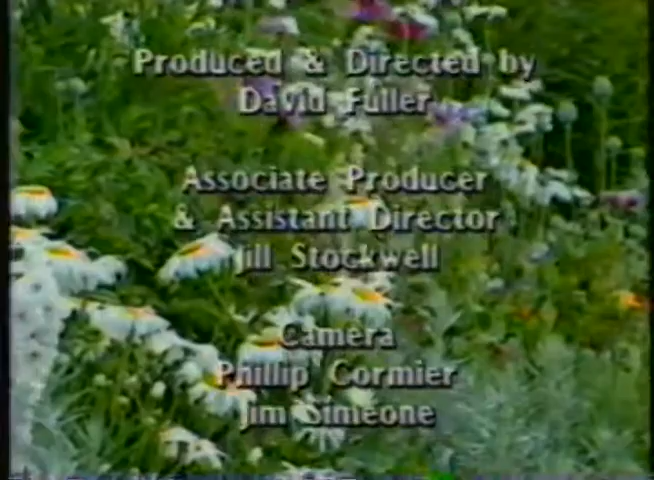 Produced & Directed by
David Fuller
Associate Producer
& Assistant Director
Jill Stockwell
Camera
Phillip Cormier
Jim Simeone